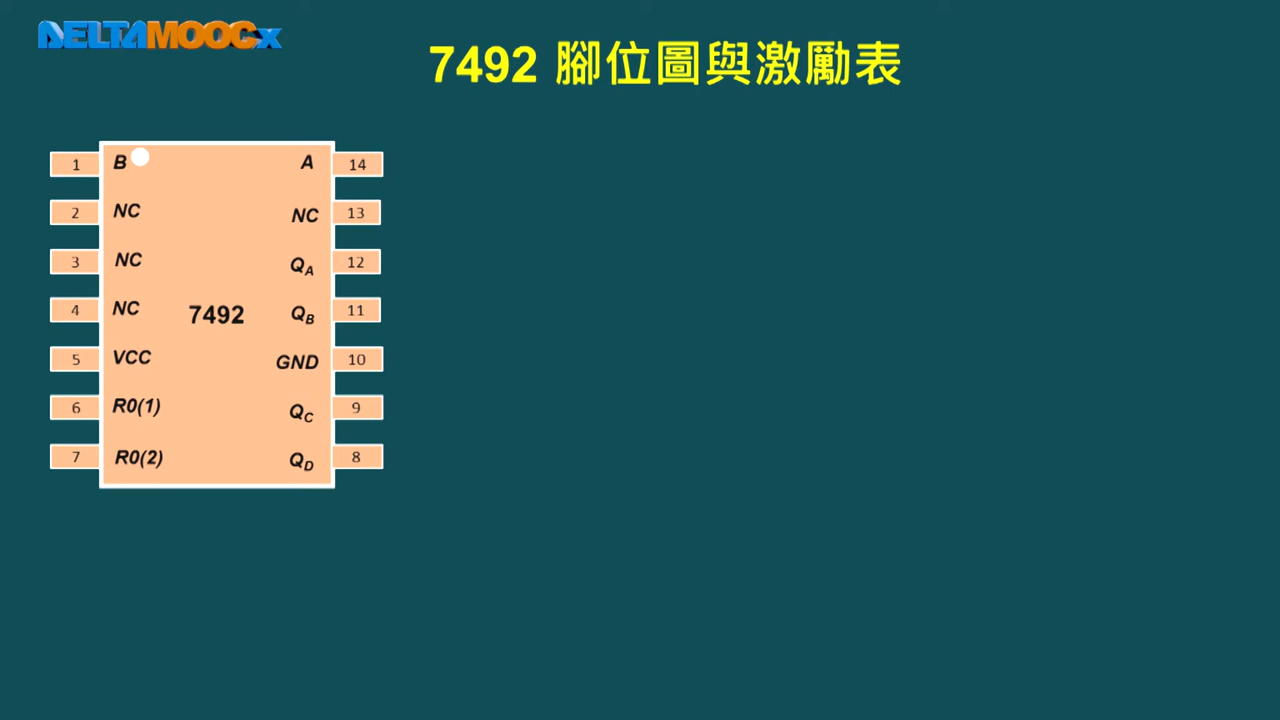 DELTAMOOCx
7492 腳位圖與激勵表
1 B A 14
2 NC NC 13
3 NC QA 12
4 NC 7492 QB 11
5 VCC GND 10
6 R0(1) QC 9
7 R0(2) QD 8